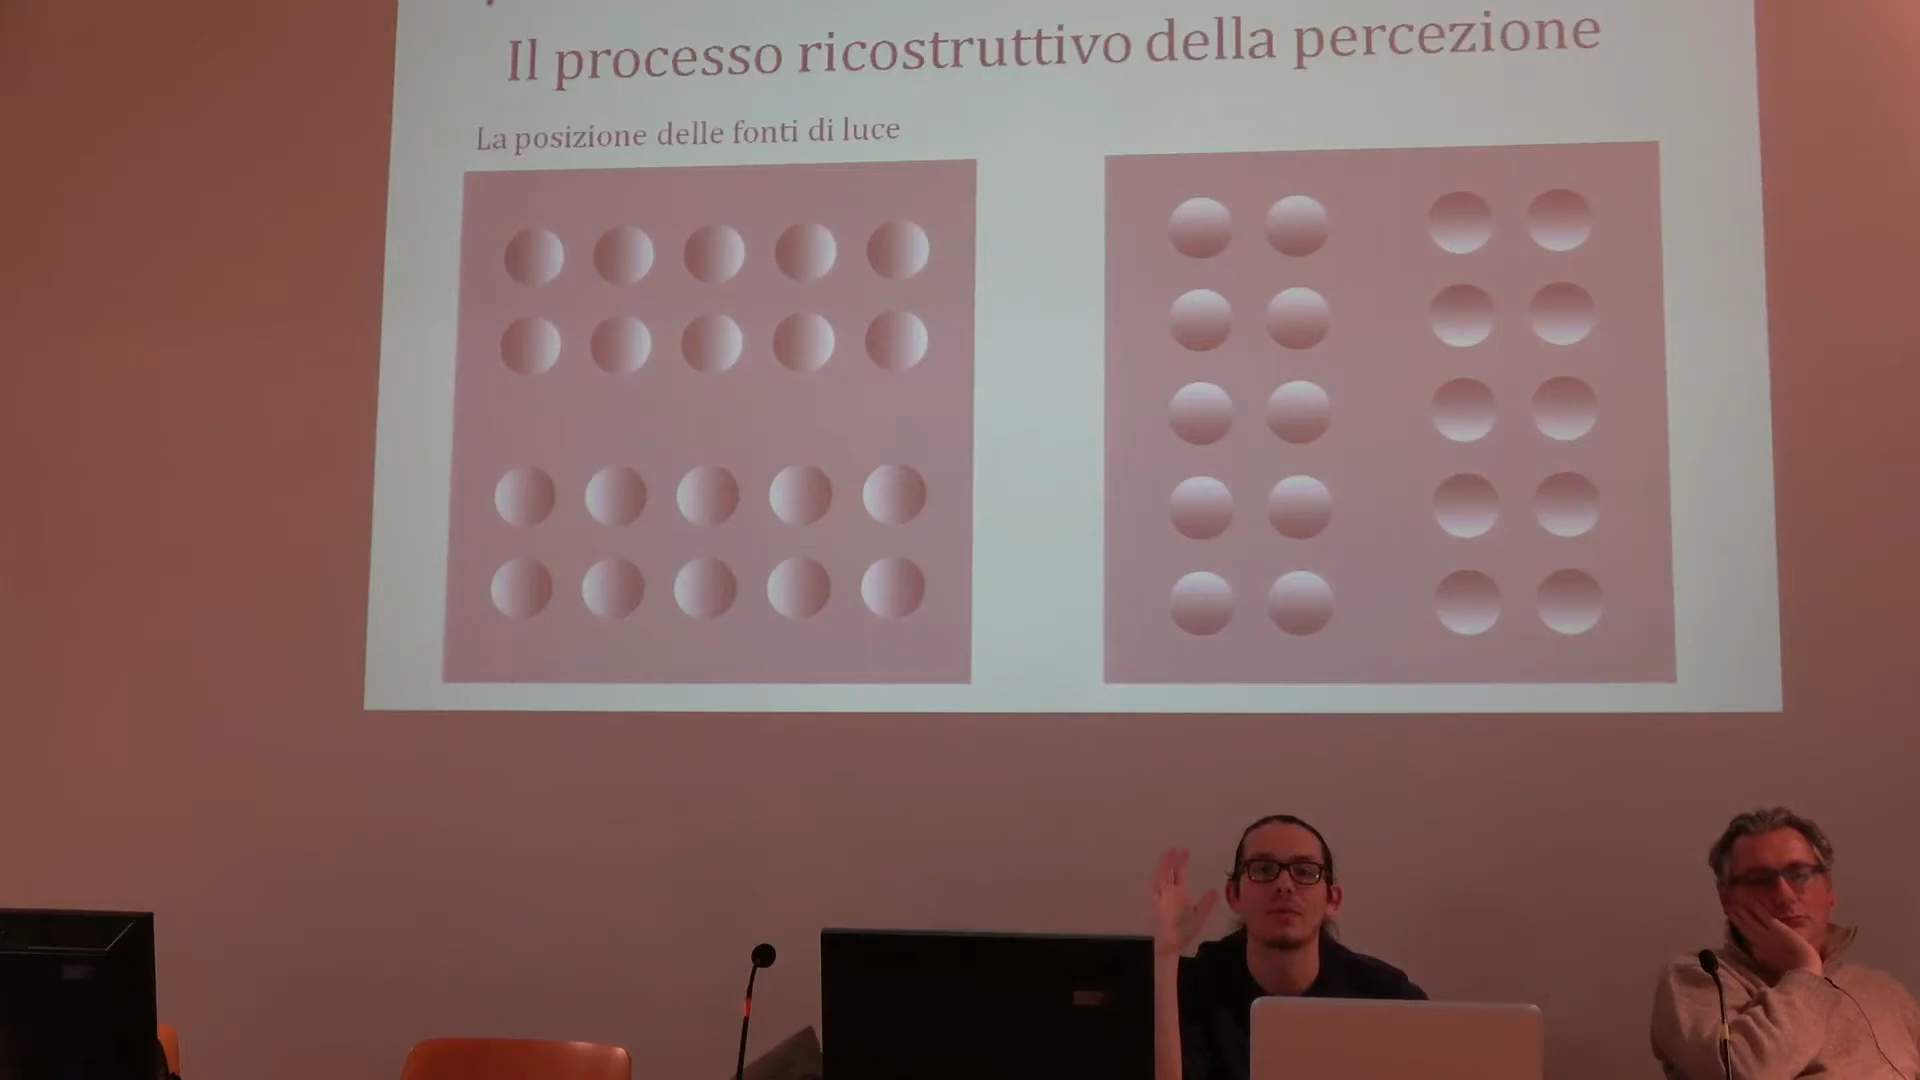 Il processo ricostruttivo della percezione
La posizione delle fonti di luce